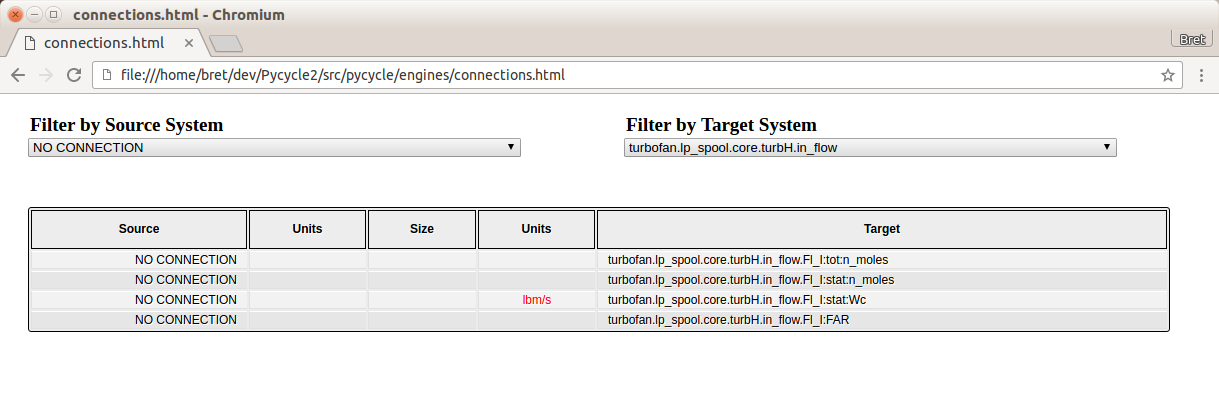 connections.html - Chromium
connections.html
Bret
file:///home/bret/dev/Pycycle2/src/pycycle/engines/connections.html
Filter by Source System Filter by Target System
NO CONNECTION turbofan.lp_spool.core.turbH.in_flow
Source Units Size Units Target
NO CONNECTION turbofan.lp_spool.core.turbH.in_flow.Fl_I:tot:n_moles
NO CONNECTION turbofan.lp_spool.core.turbH.in_flow.Fl_I:stat:n_moles
NO CONNECTION lbm/s turbofan.lp_spool.core.turbH.in_flow.Fl_I:stat:Wc
NO CONNECTION turbofan.lp_spool.core.turbH.in_flow.Fl_I:FAR